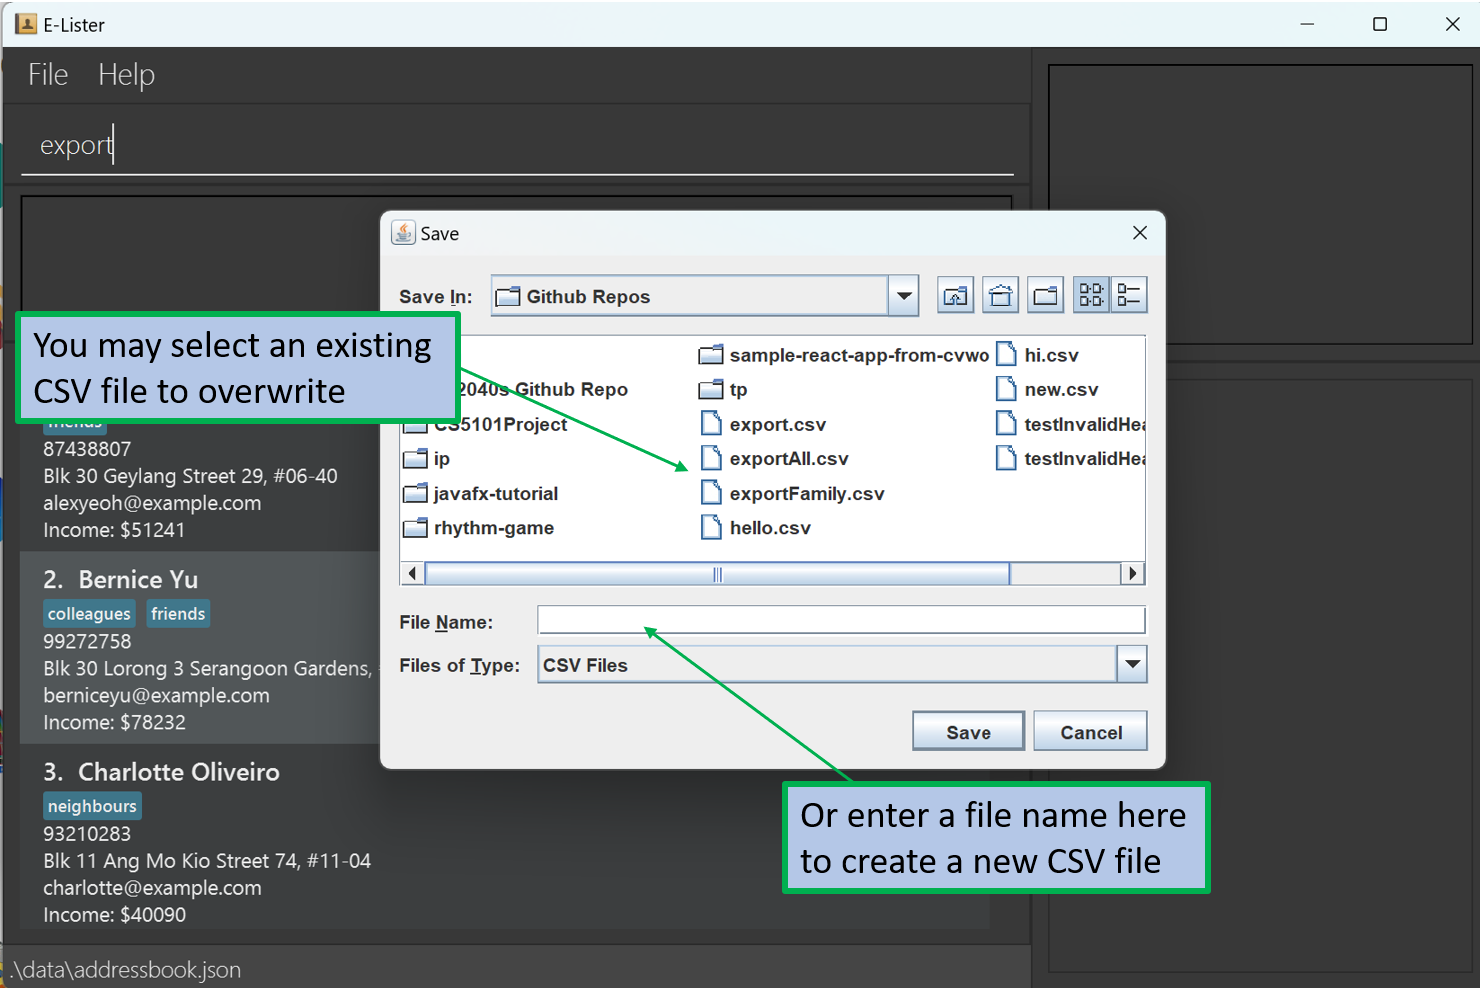 E-Lister
File Help
export
Save
Save In: Github Repos
You may select an existing
CSV file to overwrite
2040s Github Repo
CS5101Project
ip
javafx-tutorial
rhythm-game
sample-react-app-from-cvwo
tp
export.csv
exportAll.csv
exportFamily.csv
hello.csv
hi.csv
new.csv
testInvalidHea
testInvalidHea
File Name:
Files of Type: CSV Files
Save Cancel
Or enter a file name here
to create a new CSV file
friends
87438807
Blk 30 Geylang Street 29, #06-40
alexyeoh@example.com
Income: $51241
2. Bernice Yu
colleagues friends
99272758
Blk 30 Lorong 3 Serangoon Gardens,
berniceyu@example.com
Income: $78232
3. Charlotte Oliveiro
neighbours
93210283
Blk 11 Ang Mo Kio Street 74, #11-04
charlotte@example.com
Income: $40090
.\data\addressbook.json